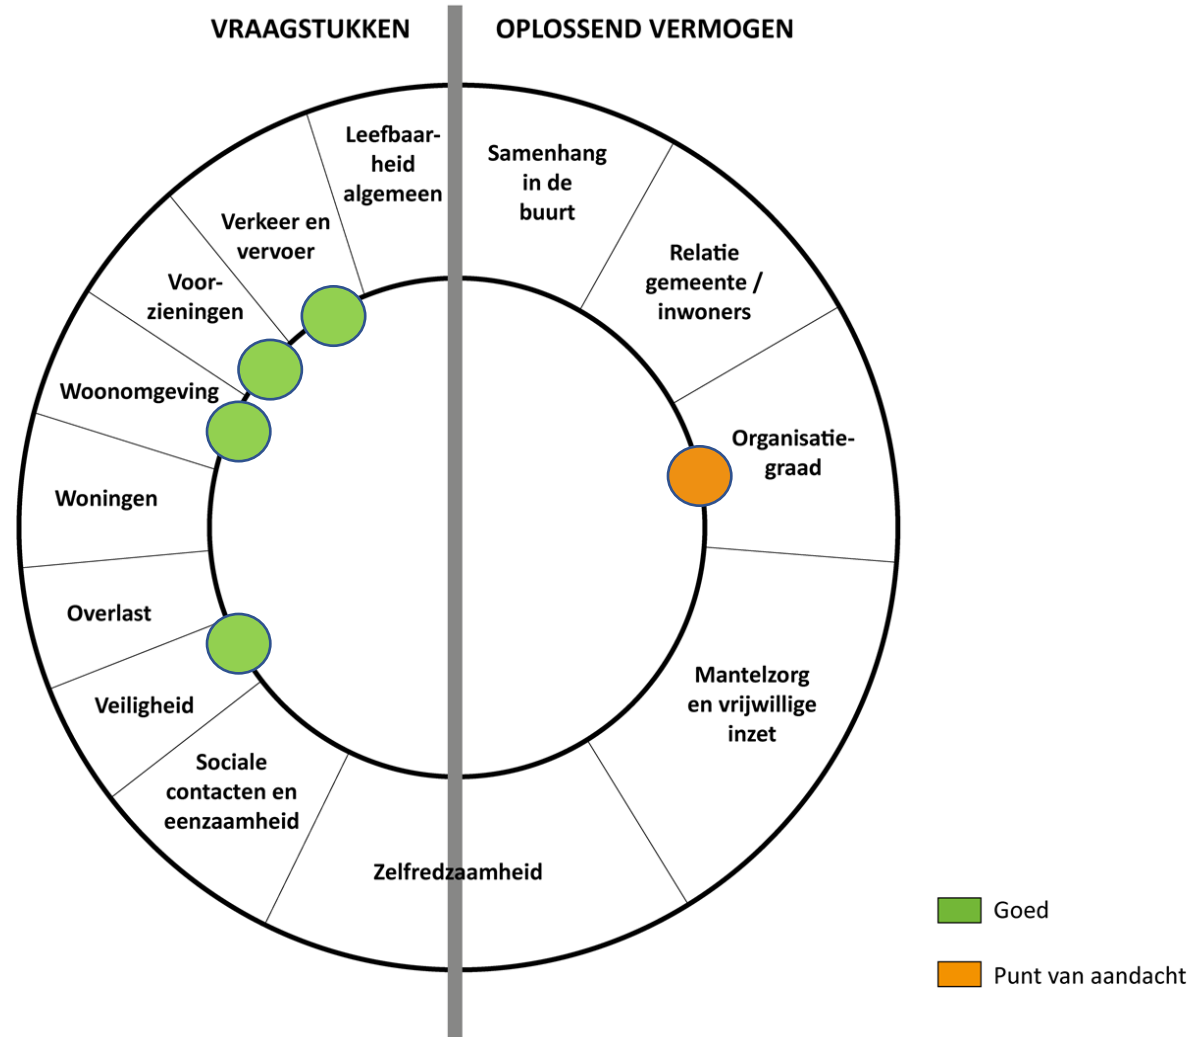 VRAAGSTUKKEN
OPLOSSEND VERMOGEN
Leefbaar-
heid
algemeen
Verkeer en
vervoer
Voor-
zieningen
Woonomgeving
Woningen
Overlast
Veiligheid
Sociale
contacten en
eenzaamheid
Zelfredzaamheid
Samenhang
in de
buurt
Relatie
gemeente /
inwoners
Organisatie-
graad
Mantelzorg
en vrijwillige
inzet
Goed
Punt van aandacht